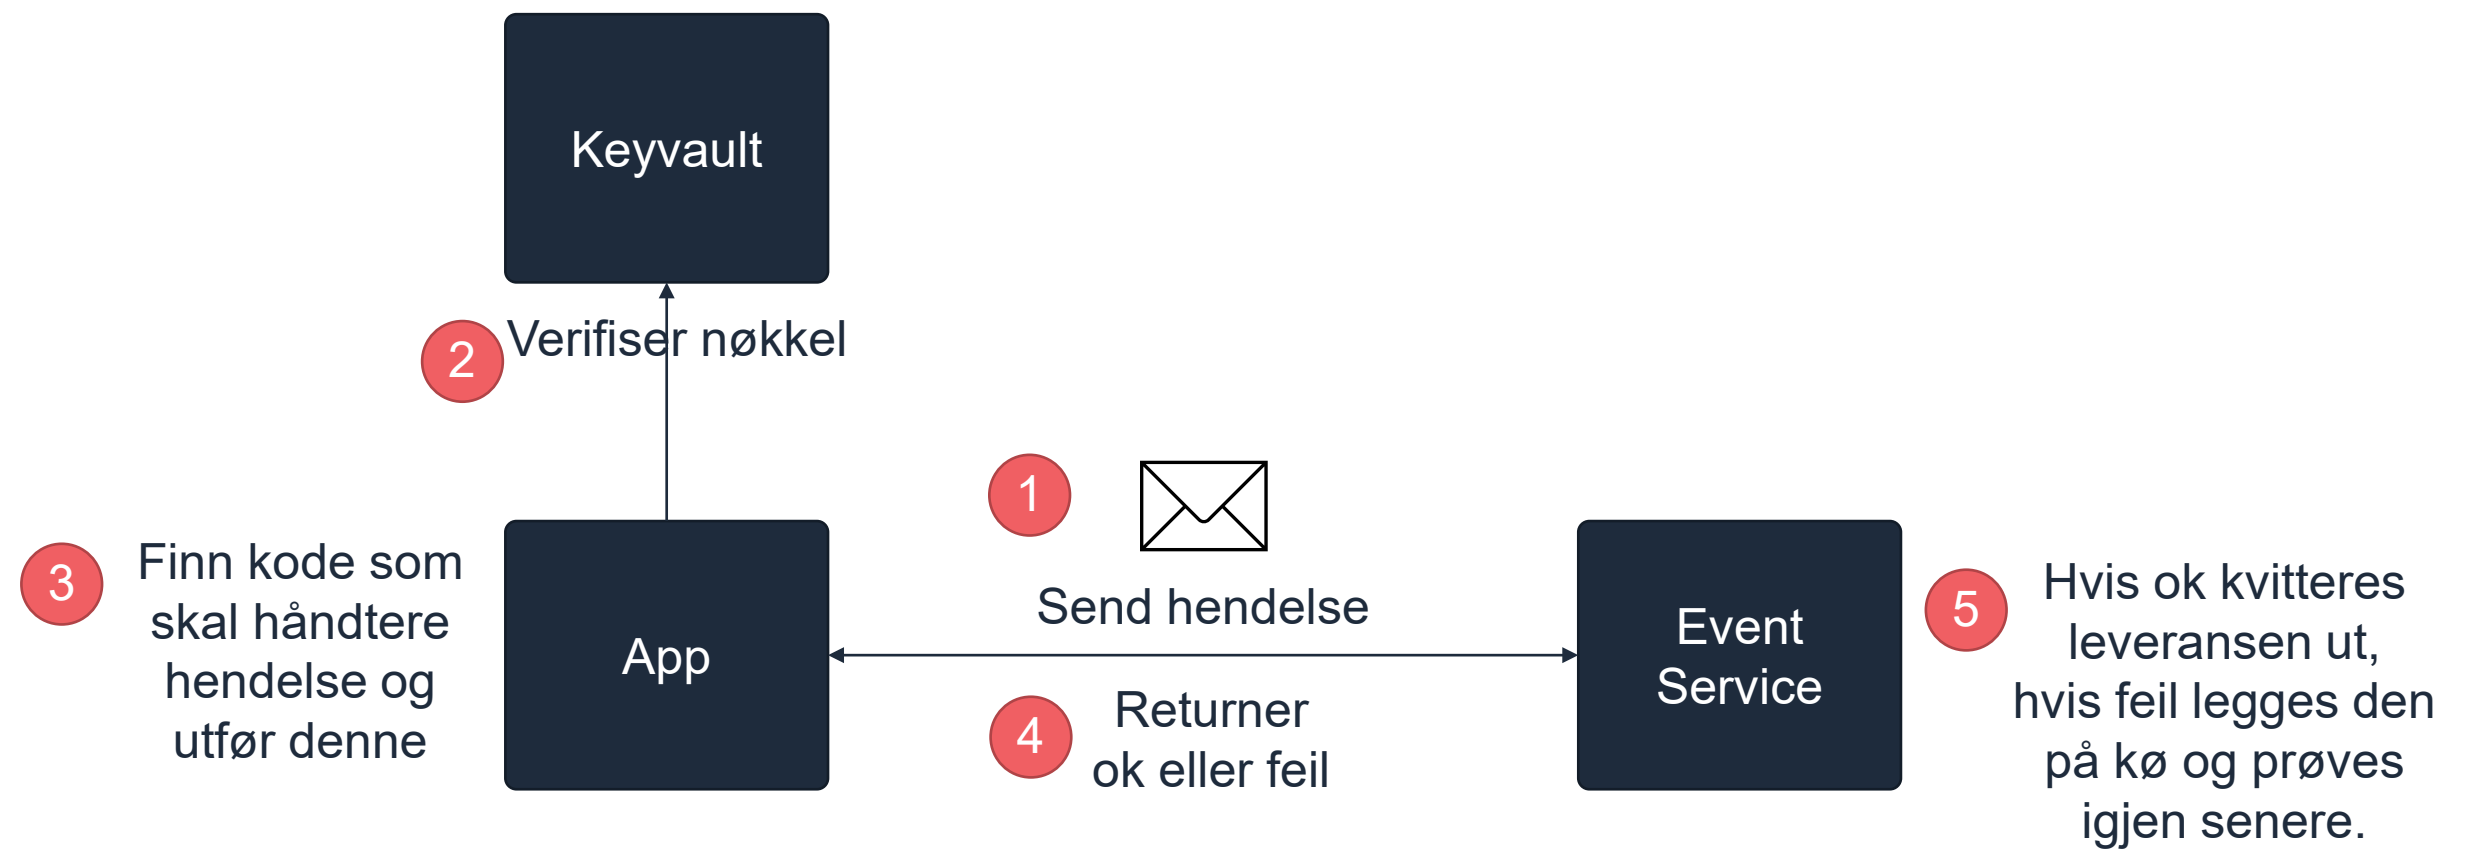 Keyvault
2
Verifiser nøkkel
1
Send hendelse
3
Finn kode som
skal håndtere
hendelse og
utfør denne
App
4
Returner
ok eller feil
Event
Service
5
Hvis ok kvitteres
leveransen ut,
hvis feil legges den
på kø og prøves
igjen senere.